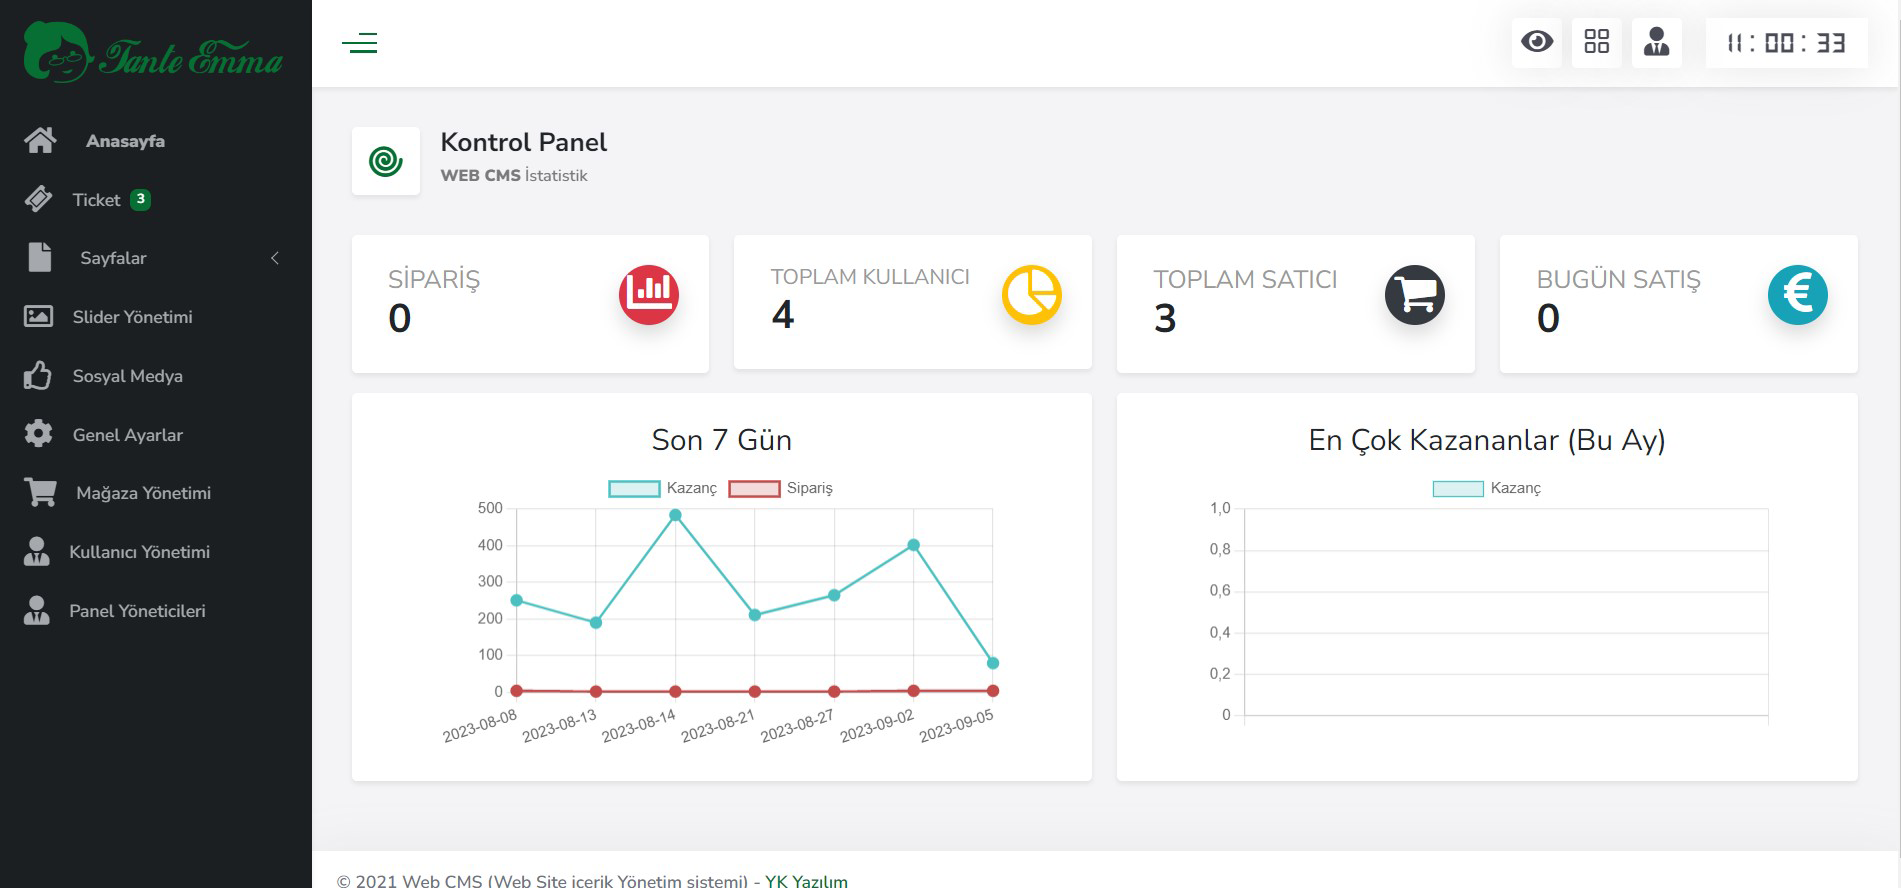 Tante Emma
Anasayfa
Ticket 3
Sayfalar
Slider Yönetimi
Sosyal Medya
Genel Ayarlar
Mağaza Yönetimi
Kullanıcı Yönetimi
Panel Yöneticileri
11:00:33
Kontrol Panel
WEB CMS İstatistik
SİPARİŞ
0
TOPLAM KULLANICI
4
TOPLAM SATICI
3
BUGÜN SATIŞ
0
Son 7 Gün
Kazanç Sipariş
500
400
300
200
100
0
2023-08-08 2023-08-13 2023-08-14 2023-08-21 2023-08-27 2023-09-02 2023-09-05
En Çok Kazananlar (Bu Ay)
Kazanç
1,0
0,8
0,6
0,4
0,2
0
© 2021 Web CMS (Web Site içerik Yönetim sistemi) - YK Yazılım